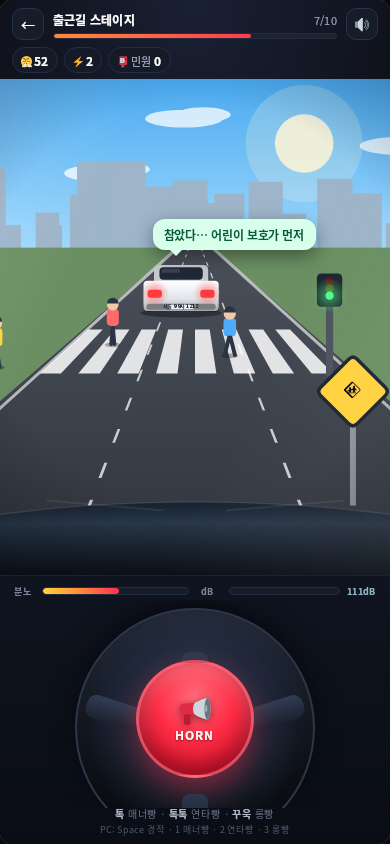 ←
출근길 스테이지
7/10
52
2
민원 0
참았다… 어린이 보호가 먼저
분노
dB
111dB
HORN
톡 매너빵 · 톡톡 연타빵 · 꾸욱 롱빵
PC: Space 경적 · 1 매너빵 · 2 연타빵 · 3 롱빵